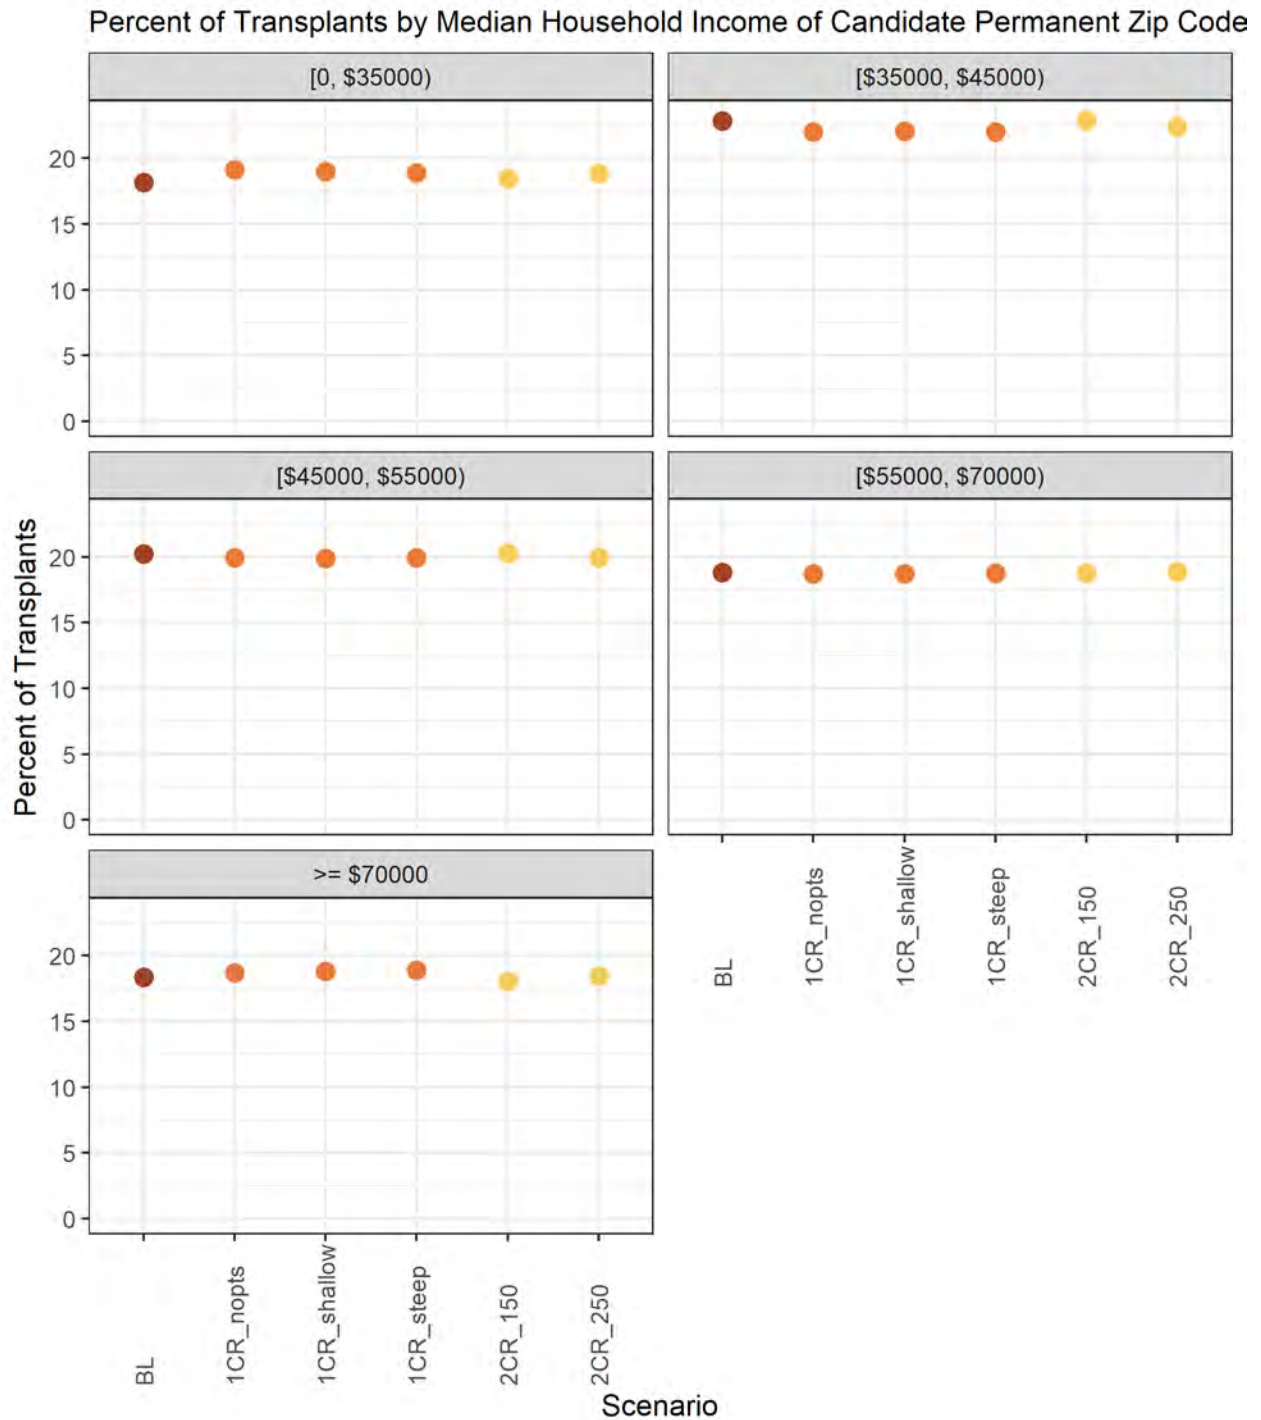 Percent of Transplants by Median Household Income of Candidate Permanent Zip Code
[0, $35000)
[$35000, $45000)
20
15
10
5
0
[$45000, $55000)
[$55000, $70000)
20
15
10
5
0
Percent of Transplants
>= $70000
20
15
10
5
0
BL
1CR_nopts
1CR_shallow
1CR_steep
2CR_150
2CR_250
BL
1CR_nopts
1CR_shallow
1CR_steep
2CR_150
2CR_250
Scenario